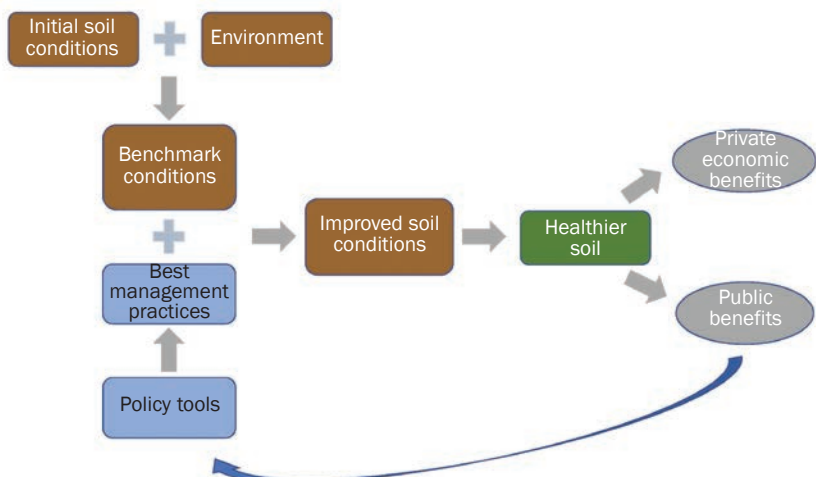 Initial soil
conditions
Environment
Benchmark
conditions
Best
management
practices
Policy tools
Improved soil
conditions
Healthier
soil
Private
economic
benefits
Public
benefits